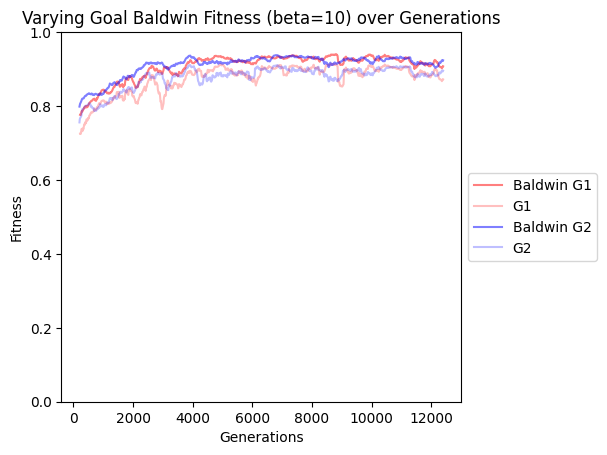 Varying Goal Baldwin Fitness (beta=10) over Generations
1.0
0.8
0.6
0.4
0.2
0.0
Fitness
0 2000 4000 6000 8000 10000 12000
Generations
Baldwin G1
G1
Baldwin G2
G2